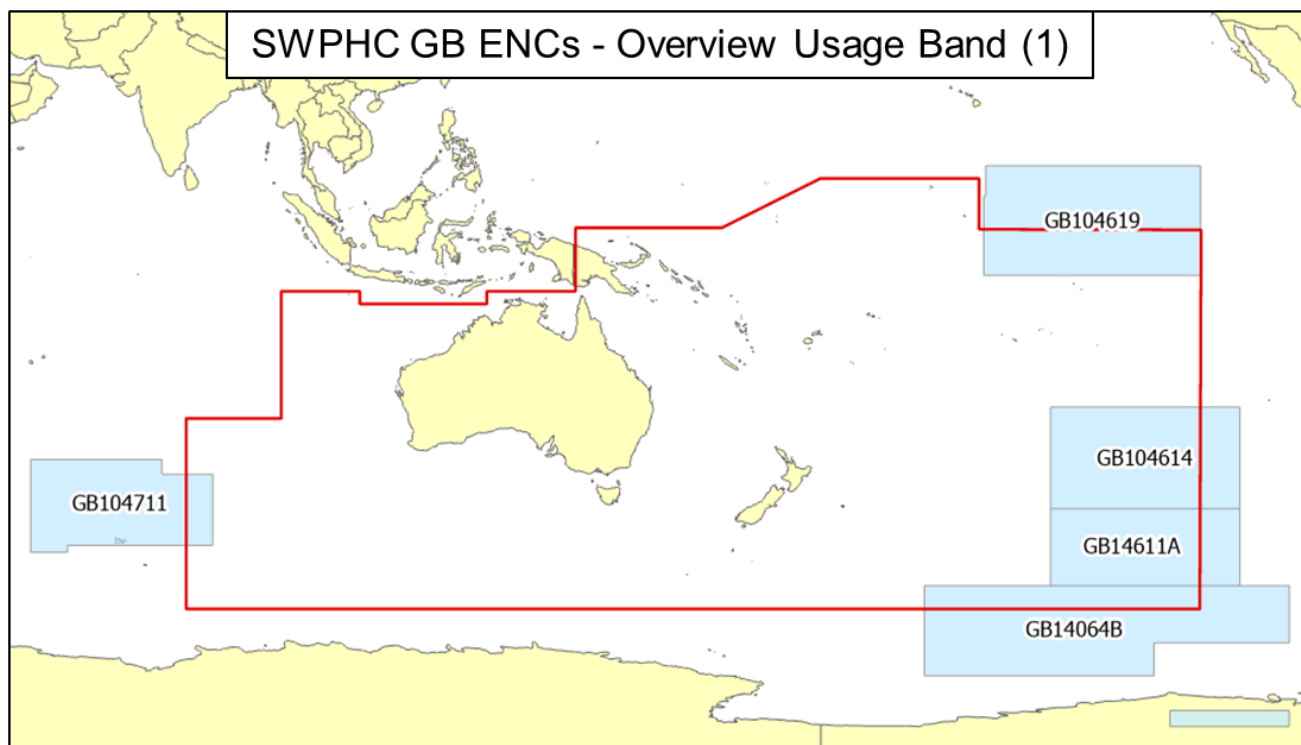 SWPHC GB ENCs - Overview Usage Band (1)
GB104619
GB104614
GB104711
GB14611A
GB14064B